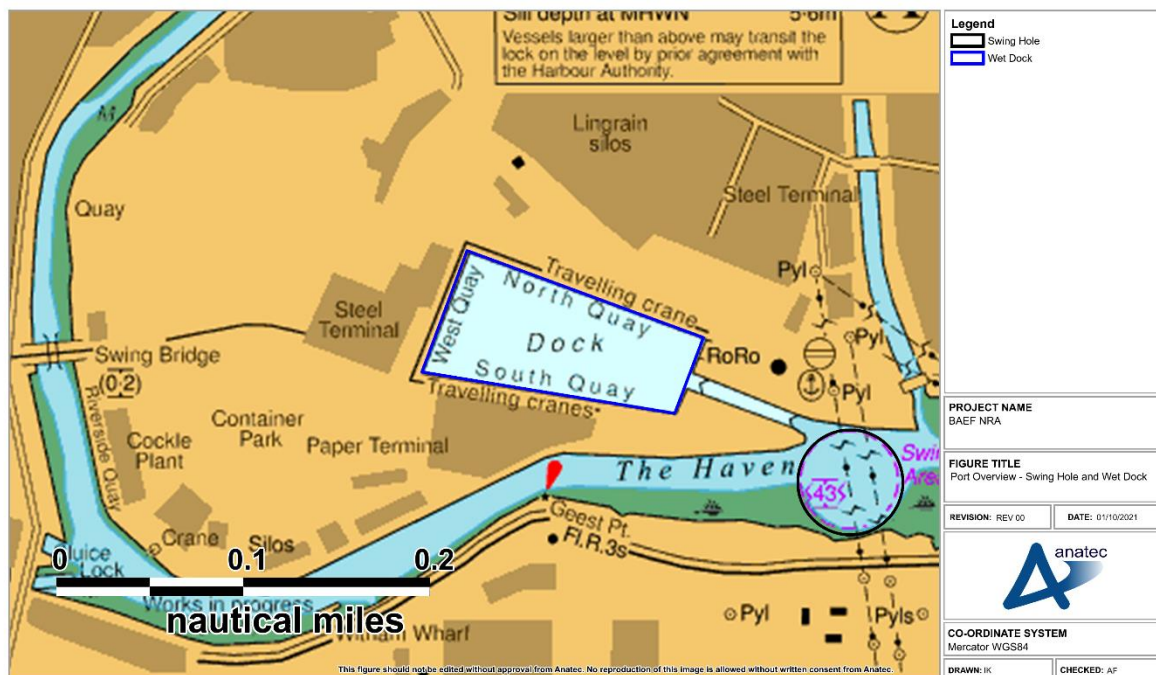 Sill depth at MHWN 5·6m
Vessels larger than above may transit the
lock on the level by prior agreement with
the Harbour Authority.
Lingrain
silos
M
Steel Terminal
Quay
Pyl
Travelling crane
North Quay
West Quay
Steel
Terminal
Dock
RoRo
Pyl
South Quay
Swing Bridge
(0·2)
Travelling cranes
Pyl
Riverside Quay
Container
Park
Cockle
Plant
Paper Terminal
The Haven
Swin
Area
43
Geest Pt.
Fl.R.3s
Crane
Silos
Sluice
Lock
0 0.1 0.2
Works in progress
nautical miles
Witham Wharf
Pyl
Pyls
This figure should not be edited without approval from Anatec. No reproduction of this image is allowed without written consent from Anatec.
Legend
Swing Hole
Wet Dock
PROJECT NAME
BAEF NRA
FIGURE TITLE
Port Overview - Swing Hole and Wet Dock
REVISION: REV 00 DATE: 01/10/2021
anatec
CO-ORDINATE SYSTEM
Mercator WGS84
DRAWN: IK CHECKED: AF